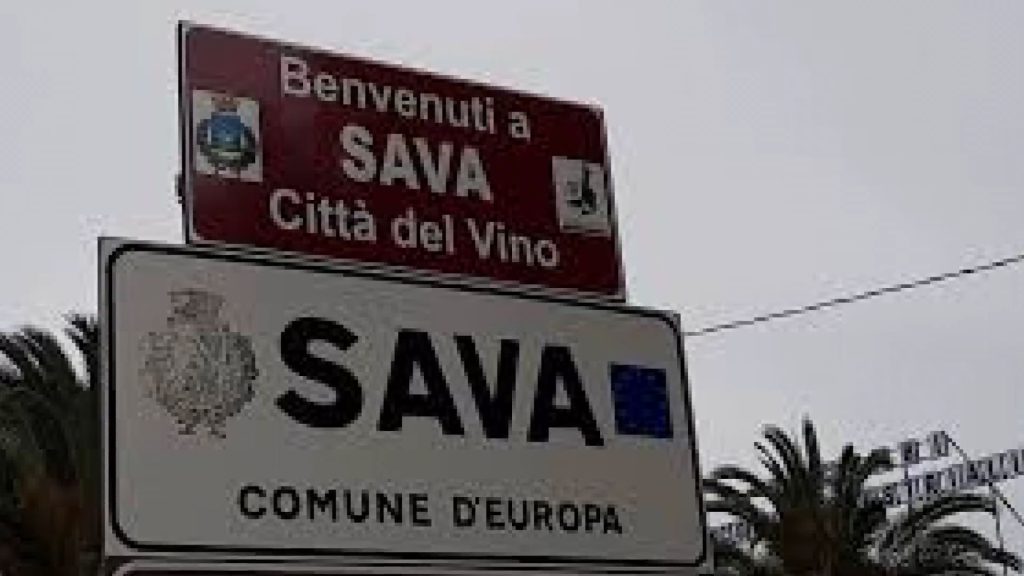 Benvenuti a
SAVA
Città del Vino
SAVA
COMUNE D'EUROPA